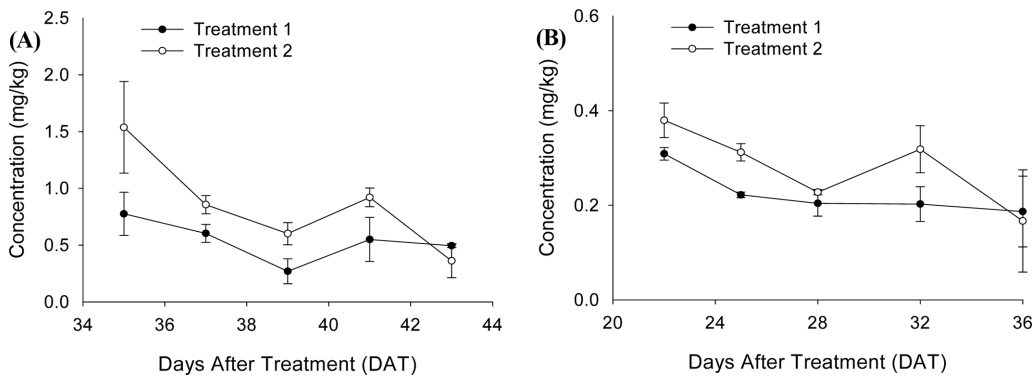 (A)
Concentration (mg/kg)
2.5
2.0
1.5
1.0
0.5
0.0
Treatment 1
Treatment 2
34 36 38 40 42 44
Days After Treatment (DAT)
(B)
Concentration (mg/kg)
0.6
0.4
0.2
0.0
Treatment 1
Treatment 2
20 24 28 32 36
Days After Treatment (DAT)